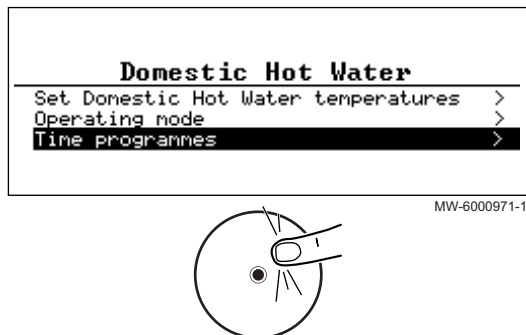 Domestic Hot Water
Set Domestic Hot Water temperatures >
Operating mode >
Time programmes >
MW-6000971-1